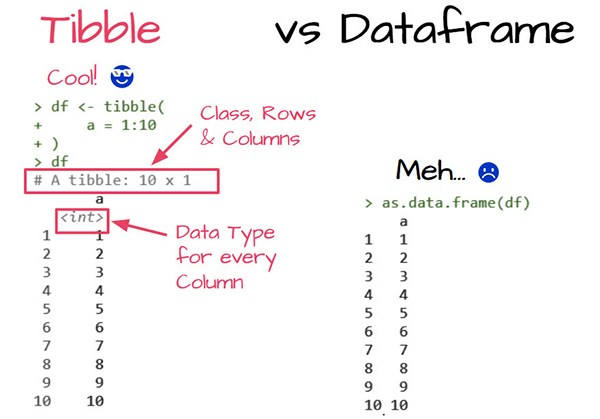 Tibble vs Dataframe
Cool!
> df <- tibble(
+     a = 1:10
+ )
> df
# A tibble: 10 x 1
a
<int>
1 1
2 2
3 3
4 4
5 5
6 6
7 7
8 8
9 9
10 10
Class, Rows
& Columns
Data Type
for every
Column
Meh...
> as.data.frame(df)
a
1 1
2 2
3 3
4 4
5 5
6 6
7 7
8 8
9 9
10 10